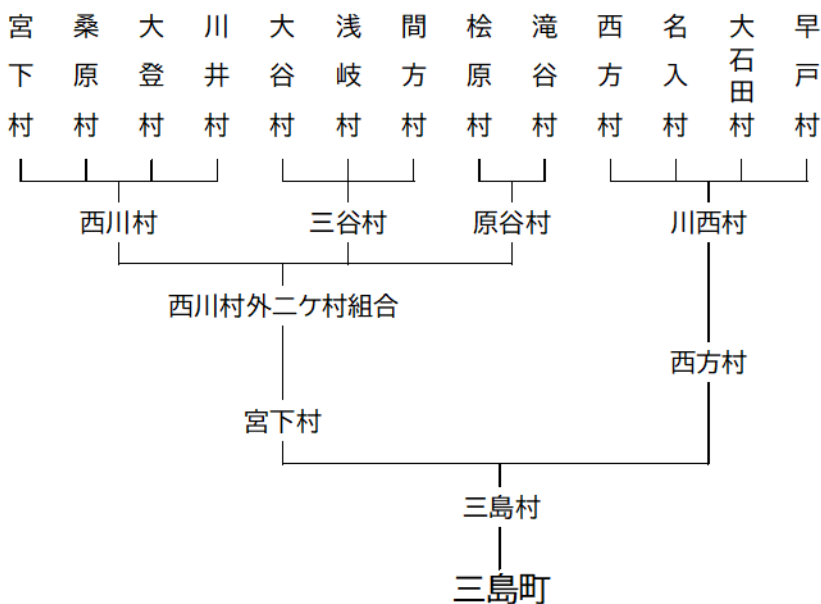 宮下村
桑原村
大登村
川井村
大谷村
浅岐村
間方村
桧原村
滝谷村
西方村
名入村
大石田村
早戸村
西川村
三谷村
原谷村
川西村
西川村外二ケ村組合
西方村
宮下村
三島村
三島町